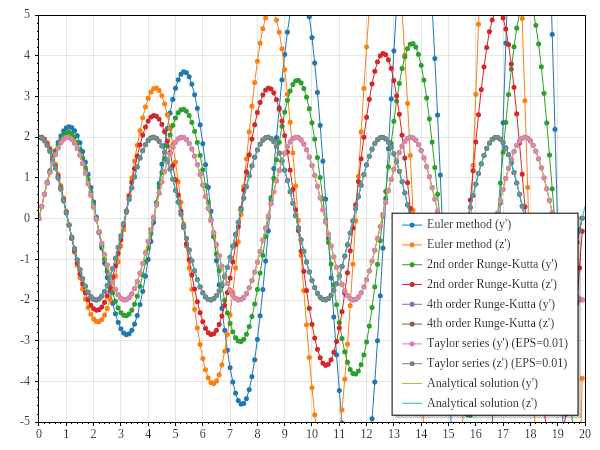 5
4
3
2
1
0
-1
-2
-3
-4
-5
0 1 2 3 4 5 6 7 8 9 10 11 12 13 14 15 16 17 18 19 20
Euler method (y')
Euler method (z')
2nd order Runge-Kutta (y')
2nd order Runge-Kutta (z')
4th order Runge-Kutta (y')
4th order Runge-Kutta (z')
Taylor series (y') (EPS=0.01)
Taylor series (z') (EPS=0.01)
Analytical solution (y')
Analytical solution (z')